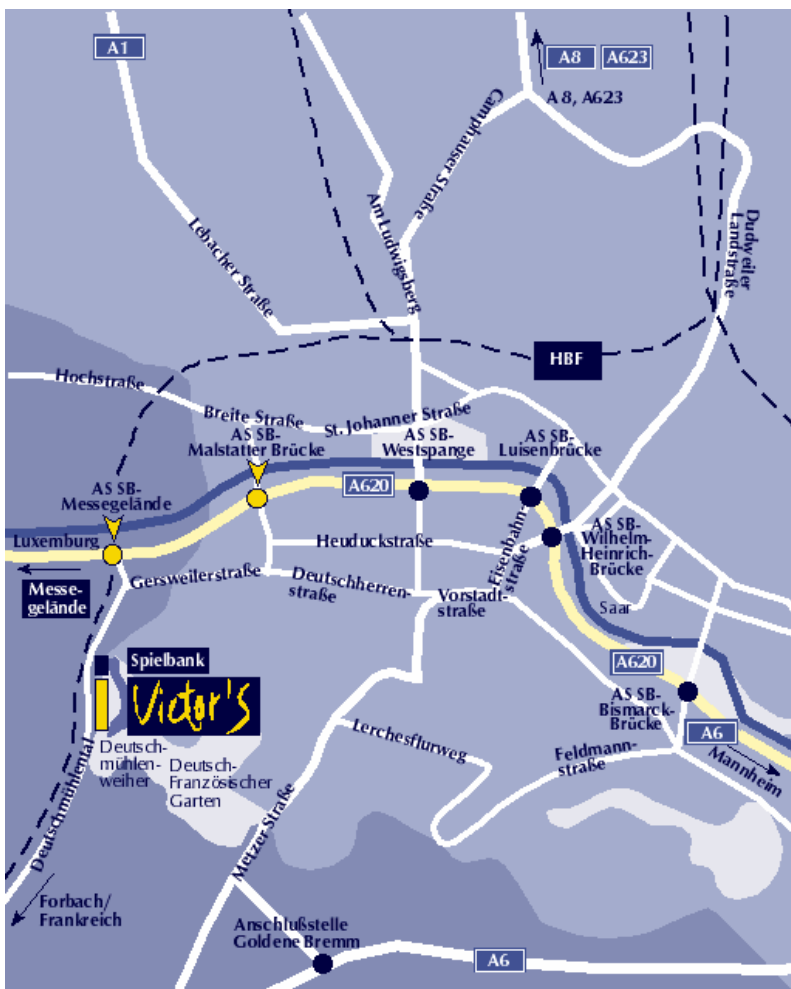 A1
A8 A623
A 8, A623
Camphauser Straße
Am Ludwigsberg
Lebacher Straße
Dudweiler
Landstraße
HBF
Hochstraße
Breite Straße
St. Johanner Straße
AS SB-
Malstatter Brücke
AS SB-
Westspange
AS SB-
Luisenbrücke
AS SB-
Messegelände
A620
Luxemburg
Heuduckstraße
Eisenbahn-
straße
AS SB-
Wilhelm-
Heinrich-
Brücke
Messe-
gelände
Gersweilerstraße
Deutschherren-
straße
Vorstadt-
straße
Saar
Spielbank
Victor's
A620
AS SB-
Bismarck-
Brücke
A6
Mannheim
Deutsch-
mühlen-
weiher
Deutsch-
Französischer
Garten
Lerchesflurweg
Feldmann-
straße
Deutschmühlental
Metzer Straße
Forbach/
Frankreich
Anschlußstelle
Goldene Bremm
A6